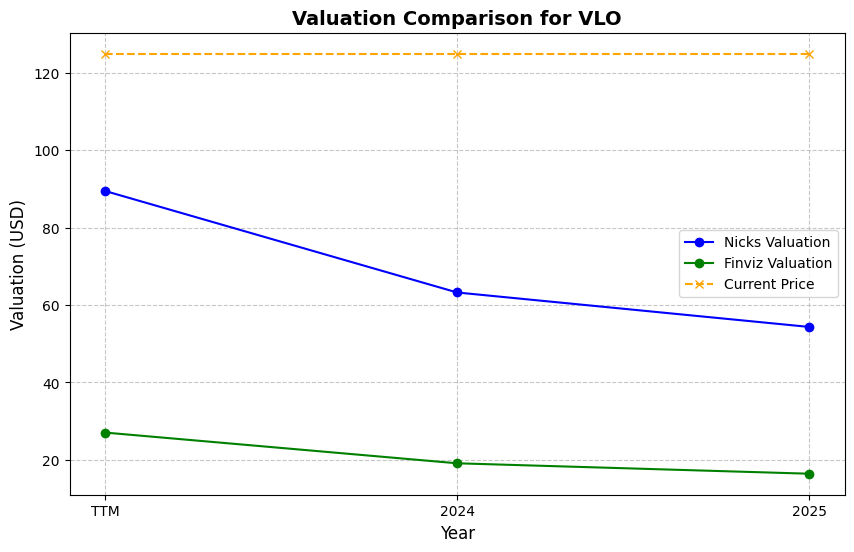 Valuation Comparison for VLO
Valuation (USD)
120
100
80
60
40
20
Nicks Valuation
Finviz Valuation
Current Price
TTM 2024 2025
Year